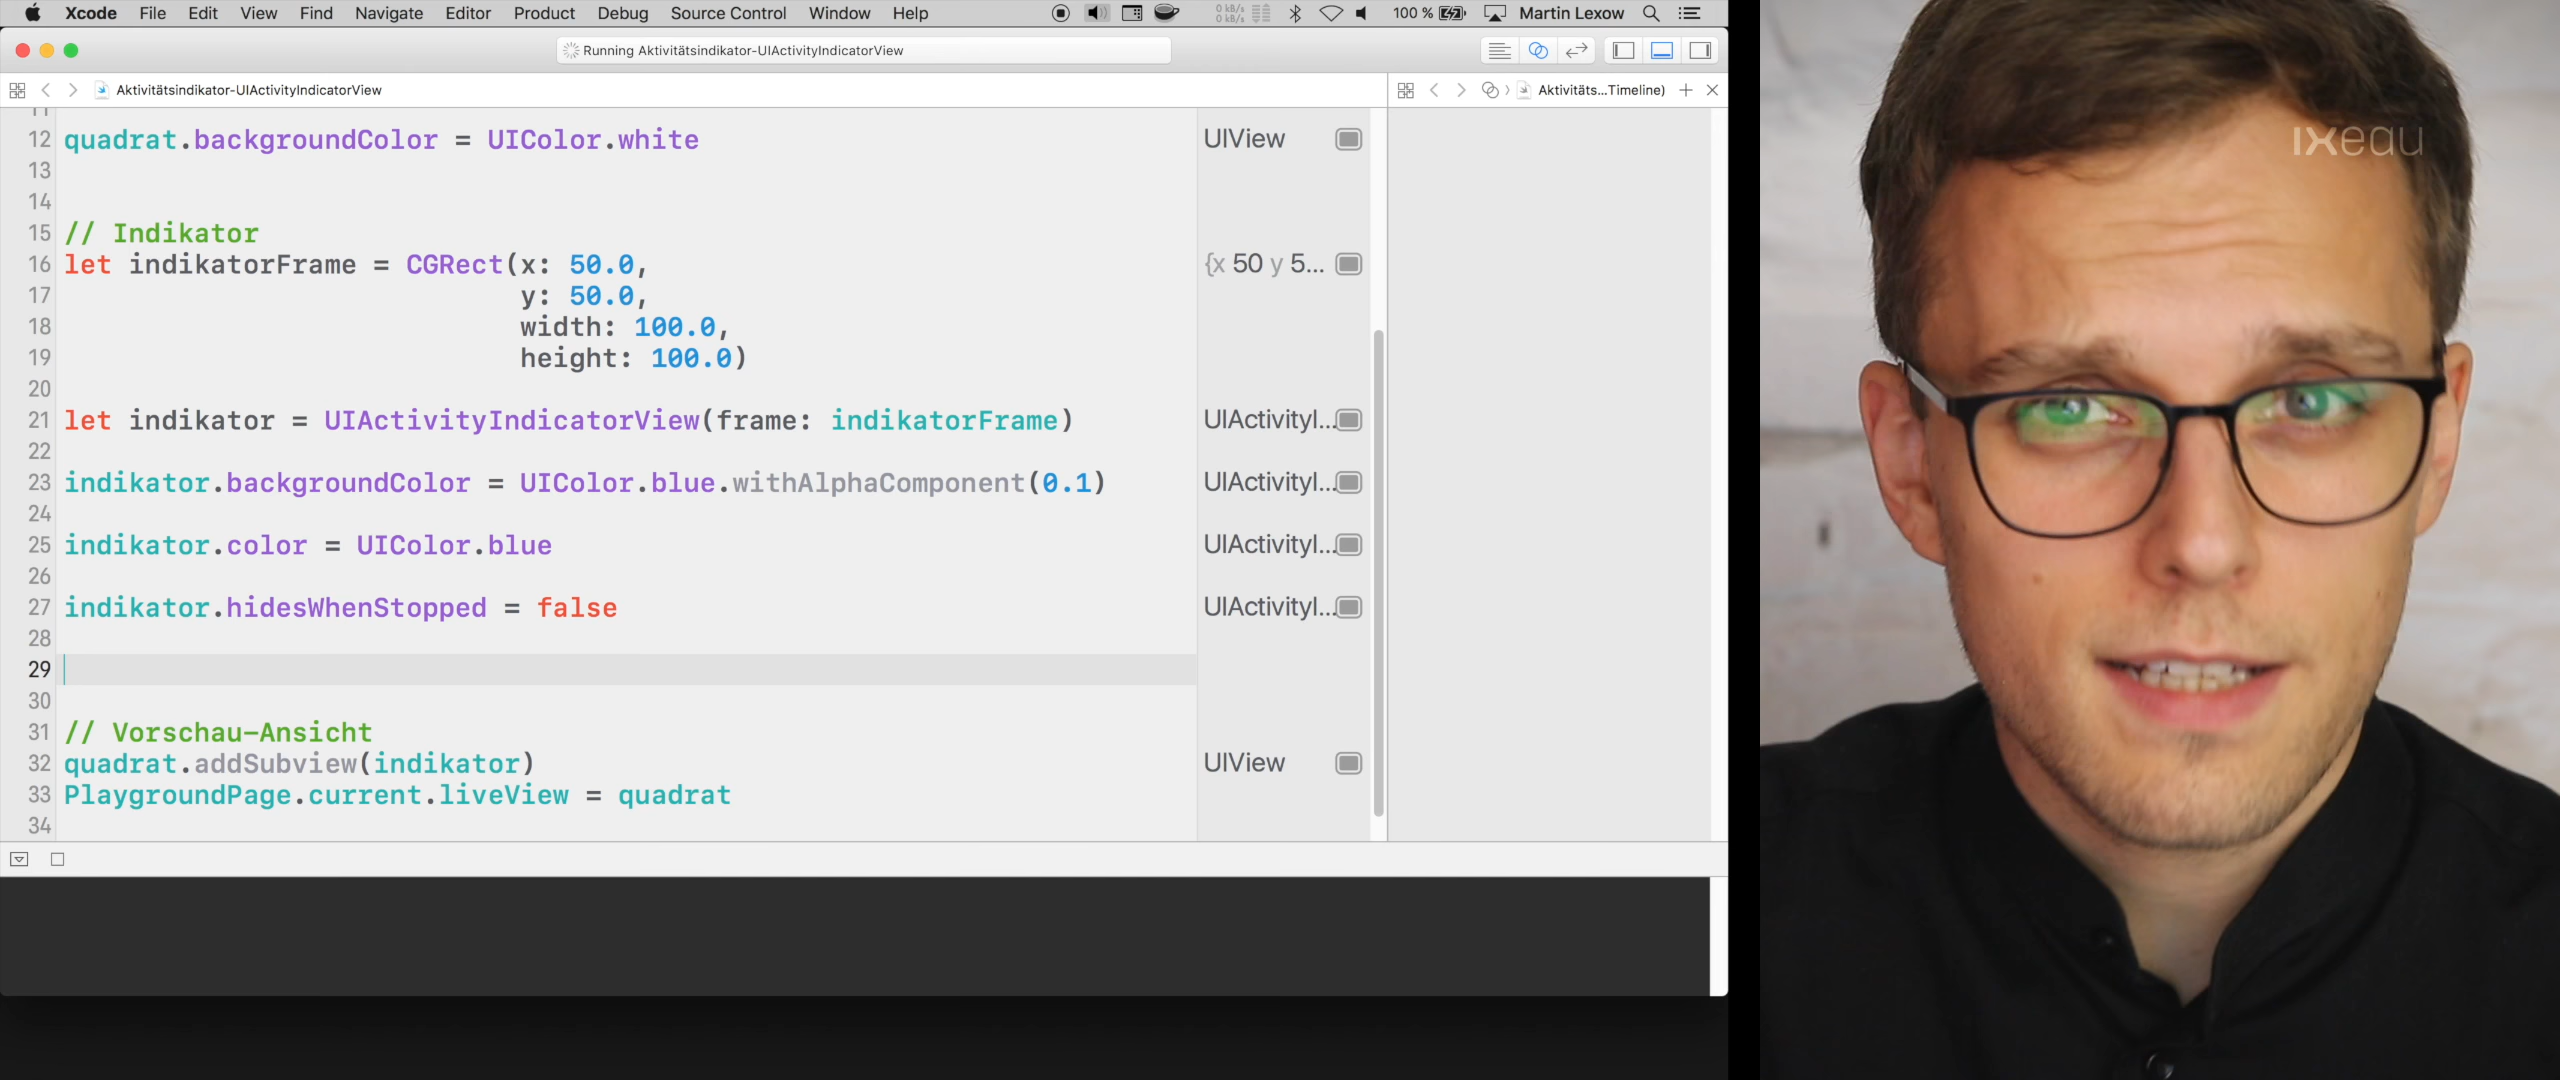 Xcode File Edit View Find Navigate Editor Product Debug Source Control Window Help 0 kB/s 0 kB/s 100 % Martin Lexow
Running Aktivitätsindikator-UIActivityIndicatorView
Aktivitätsindikator-UIActivityIndicatorView
Aktivitäts...Timeline)
11
12 quadrat.backgroundColor = UIColor.white UIView
13
14
15 // Indikator
16 let indikatorFrame = CGRect(x: 50.0, {x 50 y 5...
17 y: 50.0,
18 width: 100.0,
19 height: 100.0)
20
21 let indikator = UIActivityIndicatorView(frame: indikatorFrame) UIActivityI...
22
23 indikator.backgroundColor = UIColor.blue.withAlphaComponent(0.1) UIActivityI...
24
25 indikator.color = UIColor.blue UIActivityI...
26
27 indikator.hidesWhenStopped = false UIActivityI...
28
29
30
31 // Vorschau-Ansicht
32 quadrat.addSubview(indikator) UIView
33 PlaygroundPage.current.liveView = quadrat
34
IXeau